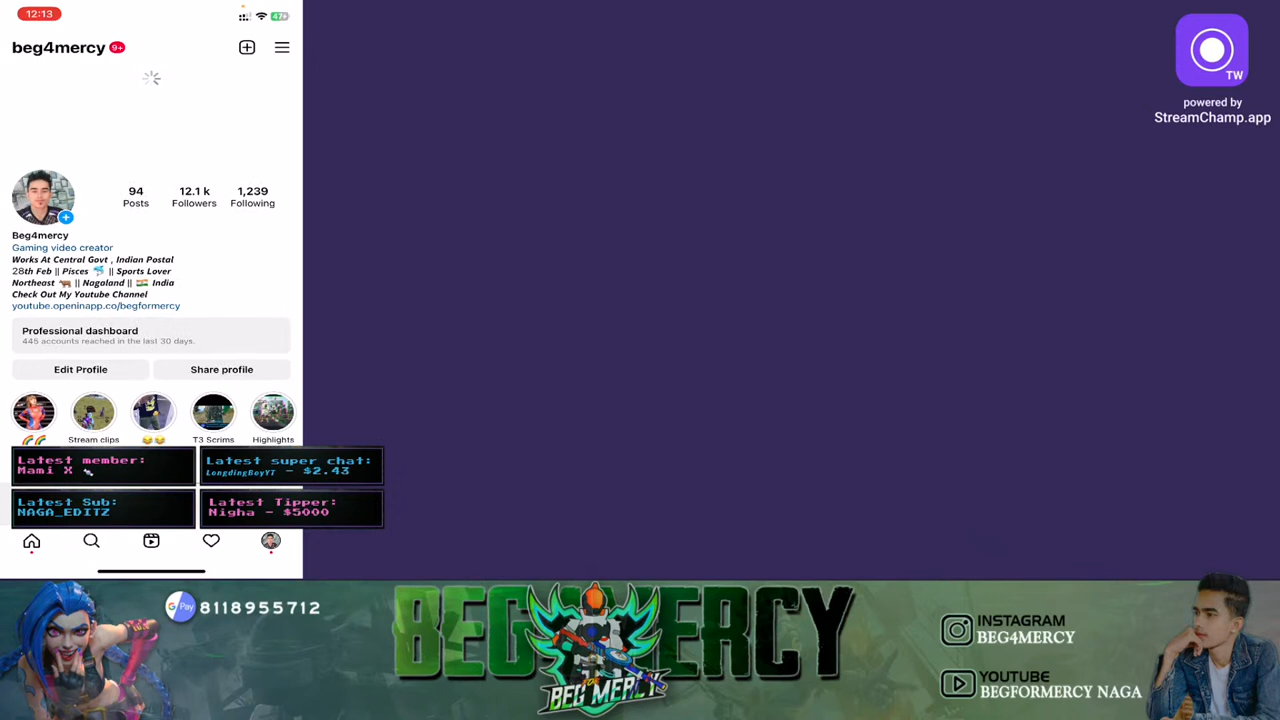 12:13
47+
beg4mercy 9+
94
Posts
12.1 k
Followers
1,239
Following
Beg4mercy
Gaming video creator
Works At Central Govt , Indian Postal
28th Feb || Pisces 🐬 || Sports Lover
Northeast 🐂 || Nagaland || 🇮🇳 India
Check Out My Youtube Channel
youtube.openinapp.co/begformercy
Professional dashboard
445 accounts reached in the last 30 days.
Edit Profile
Share profile
🌈🌈
Stream clips
😂😂
T3 Scrims
Highlights
Latest member:
Mami X
Latest super chat:
LongdingBoyYT - $2.43
Latest Sub:
NAGA_EDITZ
Latest Tipper:
Nigha - $5000
TW
powered by
StreamChamp.app
G Pay 8118955712
BEG4MERCY
BEG MERCY
INSTAGRAM
BEG4MERCY
YOUTUBE
BEGFORMERCY NAGA